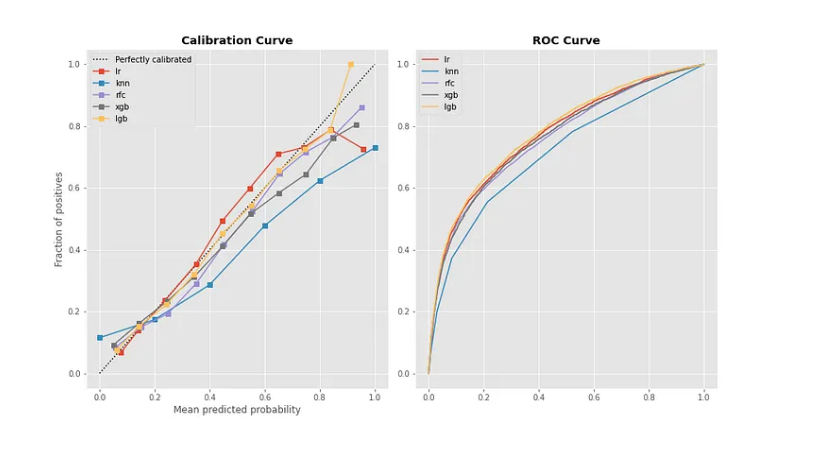 Calibration Curve
Perfectly calibrated
lr
knn
rfc
xgb
lgb
1.0
0.8
0.6
0.4
0.2
0.0
Fraction of positives
0.0 0.2 0.4 0.6 0.8 1.0
Mean predicted probability
ROC Curve
lr
knn
rfc
xgb
lgb
1.0
0.8
0.6
0.4
0.2
0.0
0.0 0.2 0.4 0.6 0.8 1.0